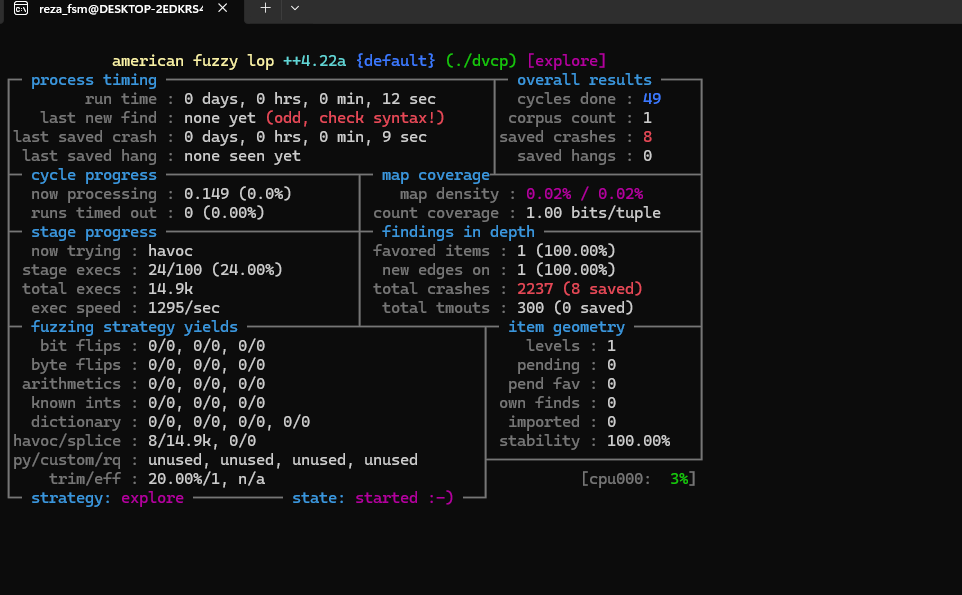 reza_fsm@DESKTOP-2EDKRS4
american fuzzy lop ++4.22a {default} (./dvcp) [explore]
process timing
overall results
run time : 0 days, 0 hrs, 0 min, 12 sec
cycles done : 49
last new find : none yet (odd, check syntax!)
corpus count : 1
last saved crash : 0 days, 0 hrs, 0 min, 9 sec
saved crashes : 8
last saved hang : none seen yet
saved hangs : 0
cycle progress
map coverage
now processing : 0.149 (0.0%)
map density : 0.02% / 0.02%
runs timed out : 0 (0.00%)
count coverage : 1.00 bits/tuple
stage progress
findings in depth
now trying : havoc
favored items : 1 (100.00%)
stage execs : 24/100 (24.00%)
new edges on : 1 (100.00%)
total execs : 14.9k
total crashes : 2237 (8 saved)
exec speed : 1295/sec
total tmouts : 300 (0 saved)
fuzzing strategy yields
item geometry
bit flips : 0/0, 0/0, 0/0
levels : 1
byte flips : 0/0, 0/0, 0/0
pending : 0
arithmetics : 0/0, 0/0, 0/0
pend fav : 0
known ints : 0/0, 0/0, 0/0
own finds : 0
dictionary : 0/0, 0/0, 0/0, 0/0
imported : 0
havoc/splice : 8/14.9k, 0/0
stability : 100.00%
py/custom/rq : unused, unused, unused, unused
trim/eff : 20.00%/1, n/a
[cpu000: 3%]
strategy: explore
state: started :-)